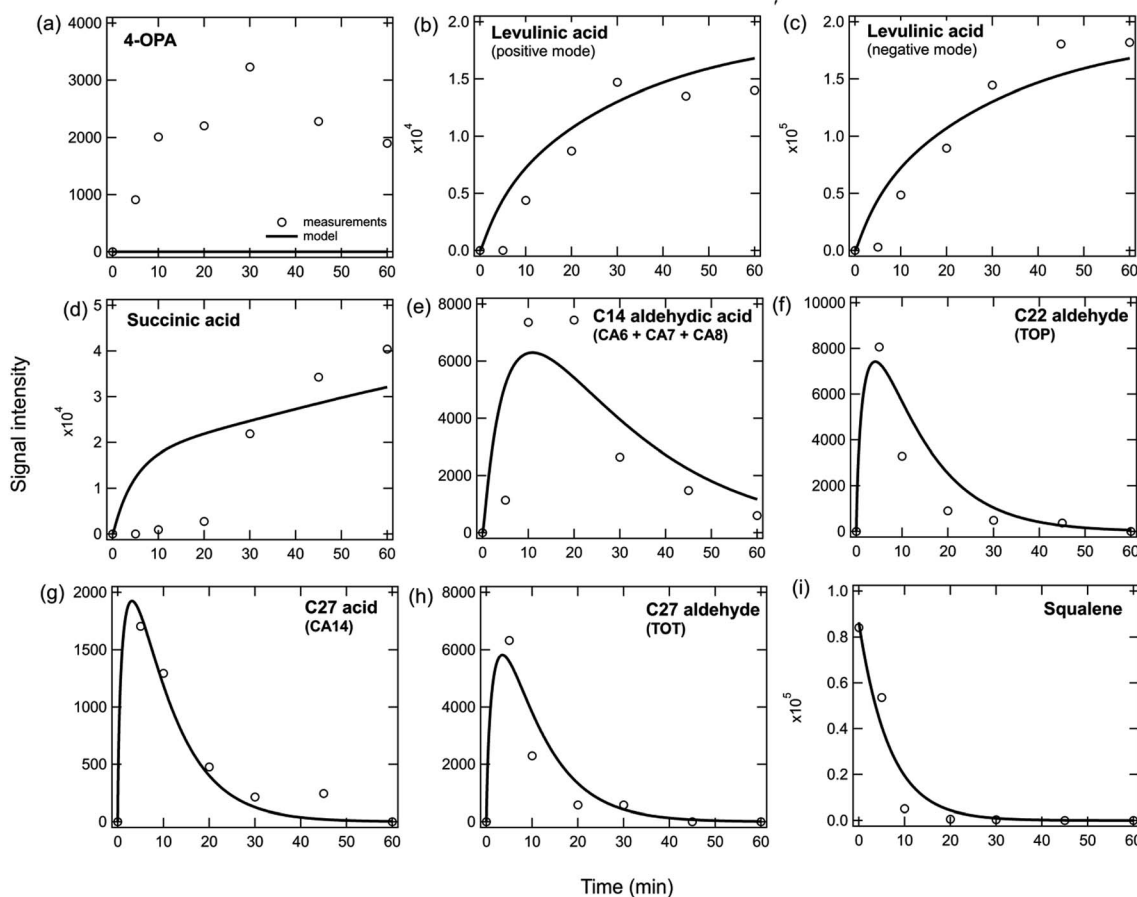 (a)
4-OPA
4000
3000
2000
1000
0
measurements
model
0 10 20 30 40 50 60
(b)
Levulinic acid
(positive mode)
2.0
1.5
1.0
0.5
0.0
x10⁴
0 10 20 30 40 50 60
(c)
Levulinic acid
(negative mode)
2.0
1.5
1.0
0.5
0.0
x10⁵
0 10 20 30 40 50 60
Signal intensity
(d)
Succinic acid
5
4
3
2
1
0
x10⁴
0 10 20 30 40 50 60
(e)
C14 aldehydic acid
(CA6 + CA7 + CA8)
8000
6000
4000
2000
0
0 10 20 30 40 50 60
(f)
C22 aldehyde
(TOP)
10000
8000
6000
4000
2000
0
0 10 20 30 40 50 60
(g)
C27 acid
(CA14)
2000
1500
1000
500
0
0 10 20 30 40 50 60
(h)
C27 aldehyde
(TOT)
8000
6000
4000
2000
0
0 10 20 30 40 50 60
(i)
Squalene
1.0
0.8
0.6
0.4
0.2
0.0
x10⁵
0 10 20 30 40 50 60
Time (min)